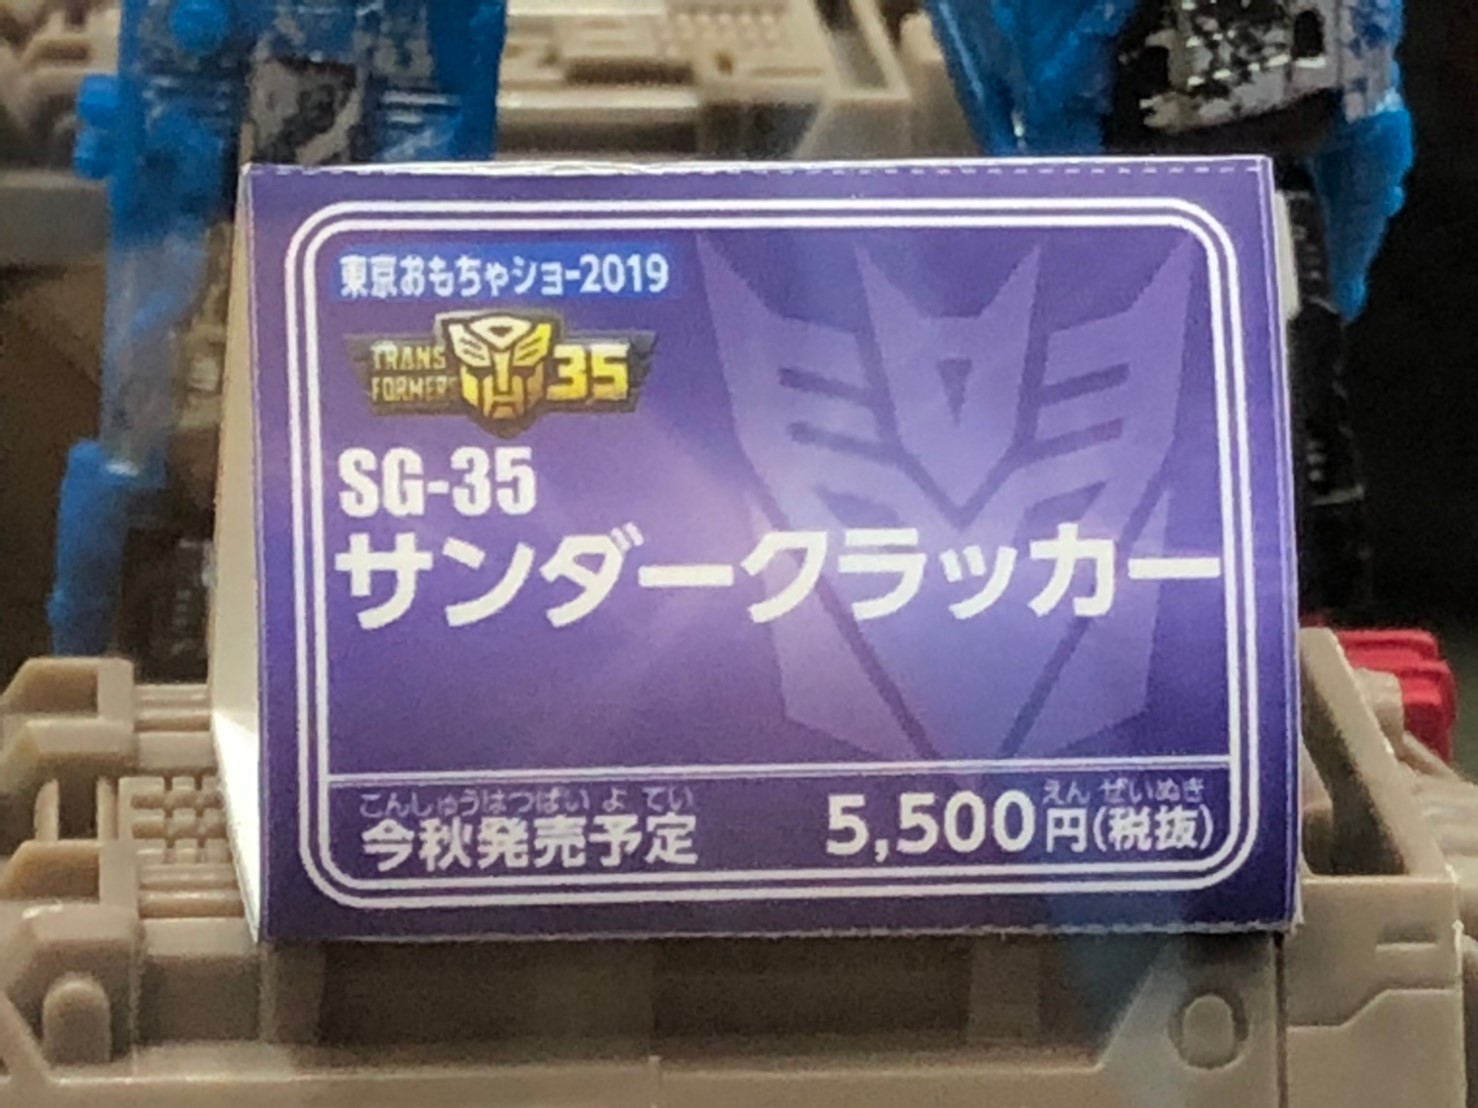 東京おもちゃショー2019
TRANS
FORMERS
35
SG-35
サンダークラッカー
こんしゅうはつばいよてい
今秋発売予定
えん ぜいぬき
5,500円(税抜)